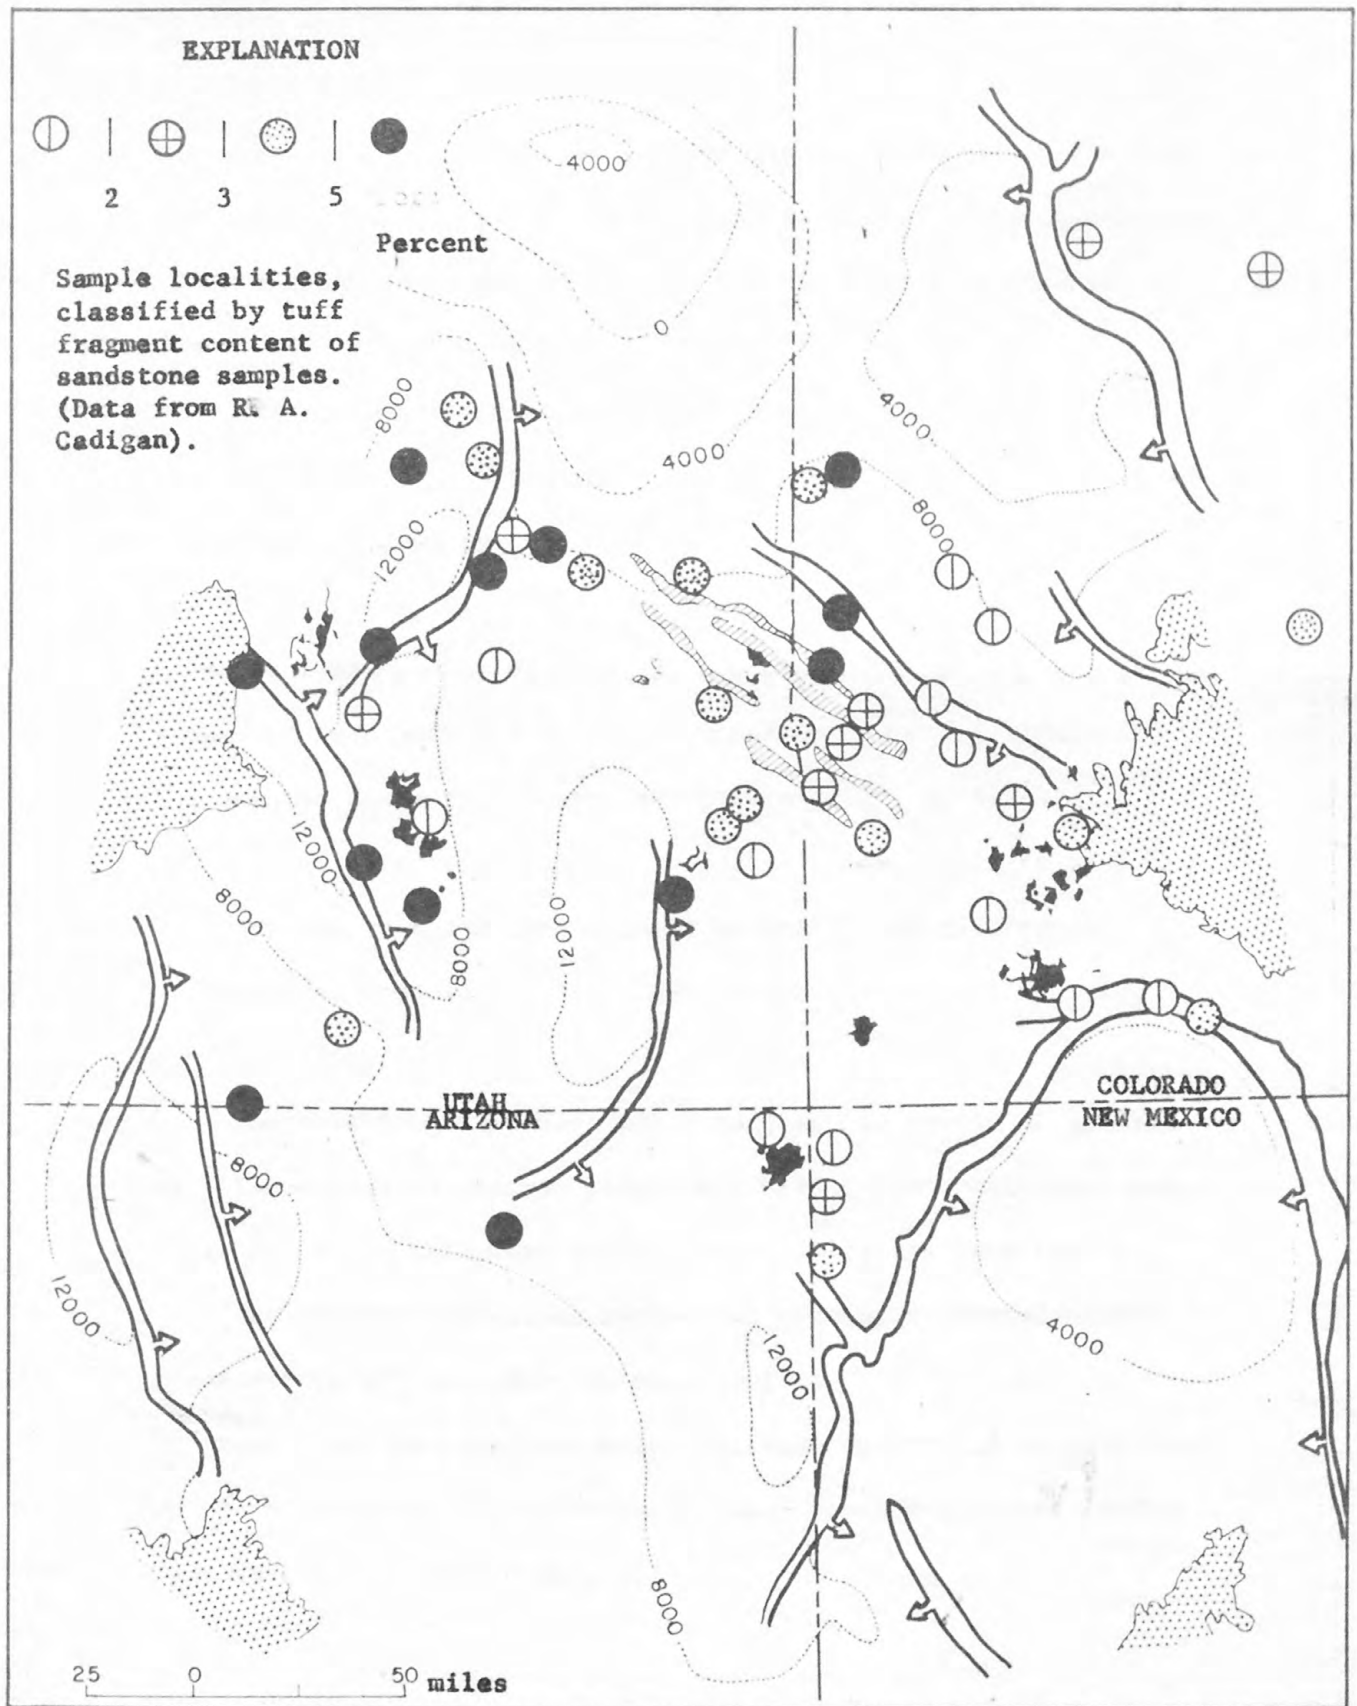 EXPLANATION
2 3 5
Percent
Sample localities,
classified by tuff
fragment content of
sandstone samples.
(Data from R. A.
Cadigan).
4000
0
8000
4000
4000
12000
8000
12000
8000
8000
12000
UTAH
ARIZONA
COLORADO
NEW MEXICO
8000
12000
4000
12000
8000
25 0 50 miles